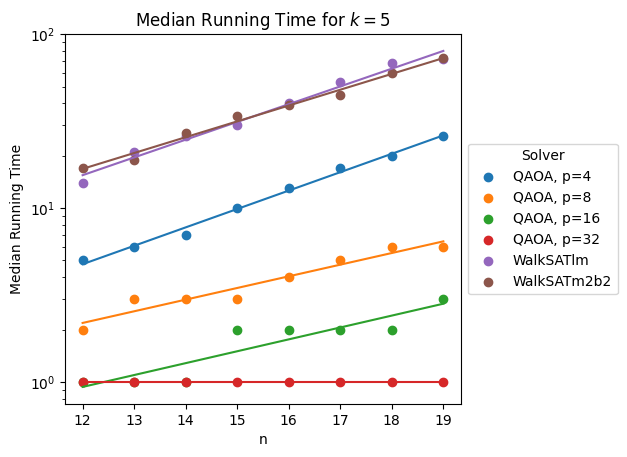 Median Running Time for k = 5
Median Running Time
10²
10¹
10⁰
12 13 14 15 16 17 18 19
n
Solver
QAOA, p=4
QAOA, p=8
QAOA, p=16
QAOA, p=32
WalkSATlm
WalkSATm2b2